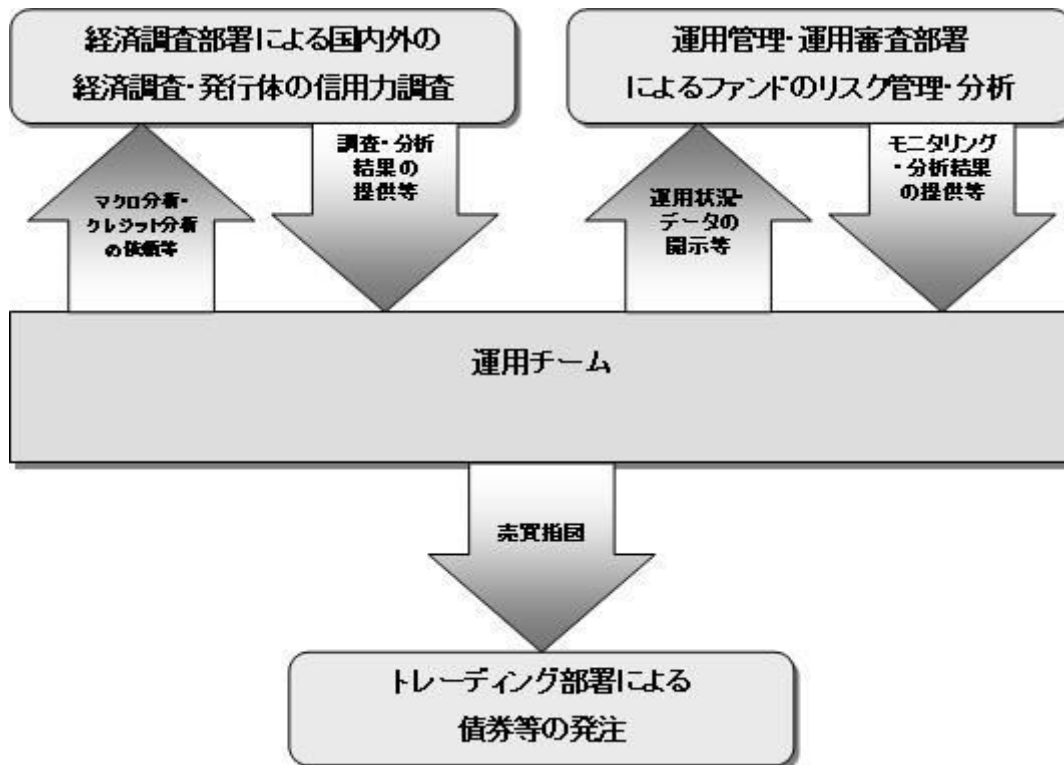 経済調査部署による国内外の
経済調査・発行体の信用力調査
運用管理・運用審査部署
によるファンドのリスク管理・分析
マクロ分析・
クレジット分析
の依頼等
調査・分析
結果の
提供等
運用状況・
データの
開示等
モニタリング
・分析結果
の提供等
運用チーム
売買指図
トレーディング部署による
債券等の発注